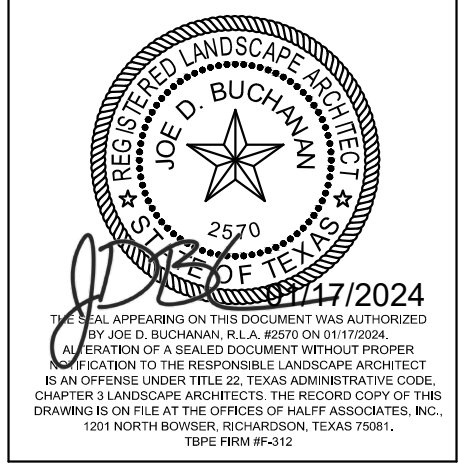 REGISTERED LANDSCAPE ARCHITECT
JOE D. BUCHANAN
2570
STATE OF TEXAS
01/17/2024
THE SEAL APPEARING ON THIS DOCUMENT WAS AUTHORIZED
BY JOE D. BUCHANAN, R.L.A. #2570 ON 01/17/2024.
ALTERATION OF A SEALED DOCUMENT WITHOUT PROPER
NOTIFICATION TO THE RESPONSIBLE LANDSCAPE ARCHITECT
IS AN OFFENSE UNDER TITLE 22, TEXAS ADMINISTRATIVE CODE,
CHAPTER 3 LANDSCAPE ARCHITECTS. THE RECORD COPY OF THIS
DRAWING IS ON FILE AT THE OFFICES OF HALFF ASSOCIATES, INC.,
1201 NORTH BOWSER, RICHARDSON, TEXAS 75081.
TBPE FIRM #F-312